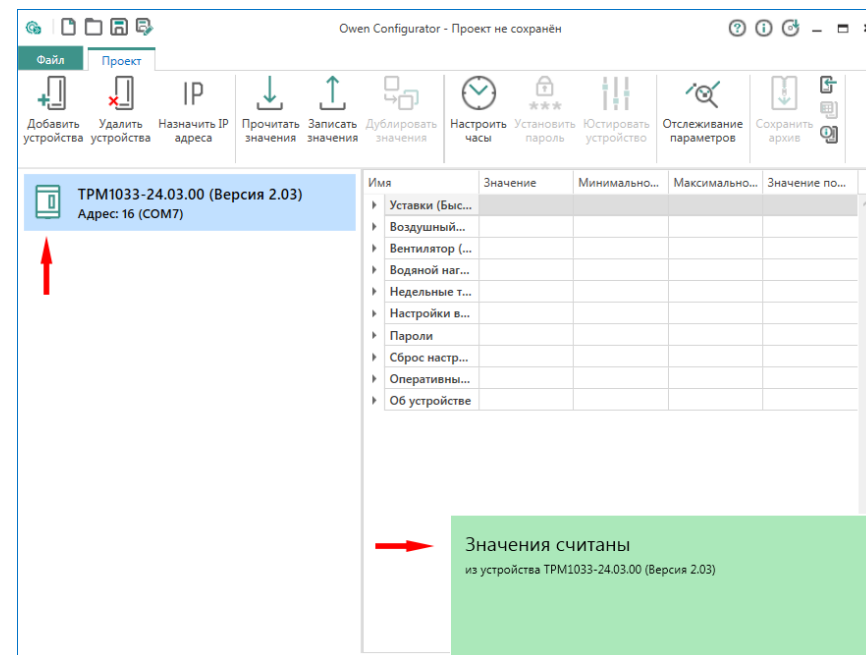 Owen Configurator - Проект не сохранён
Файл
Проект
Добавить устройства
Удалить устройства
IP
Назначить IP адреса
Прочитать значения
Записать значения
Дублировать значения
Настроить часы
Установить пароль
Юстировать устройство
Отслеживание параметров
Сохранить архив
ТРМ1033-24.03.00 (Версия 2.03)
Адрес: 16 (COM7)
Имя Значение Минимально... Максимально... Значение по...
Уставки (Быс...
Воздушный...
Вентилятор (...
Водяной наг...
Недельные т...
Настройки в...
Пароли
Сброс настр...
Оперативны...
Об устройстве
Значения считаны
из устройства ТРМ1033-24.03.00 (Версия 2.03)